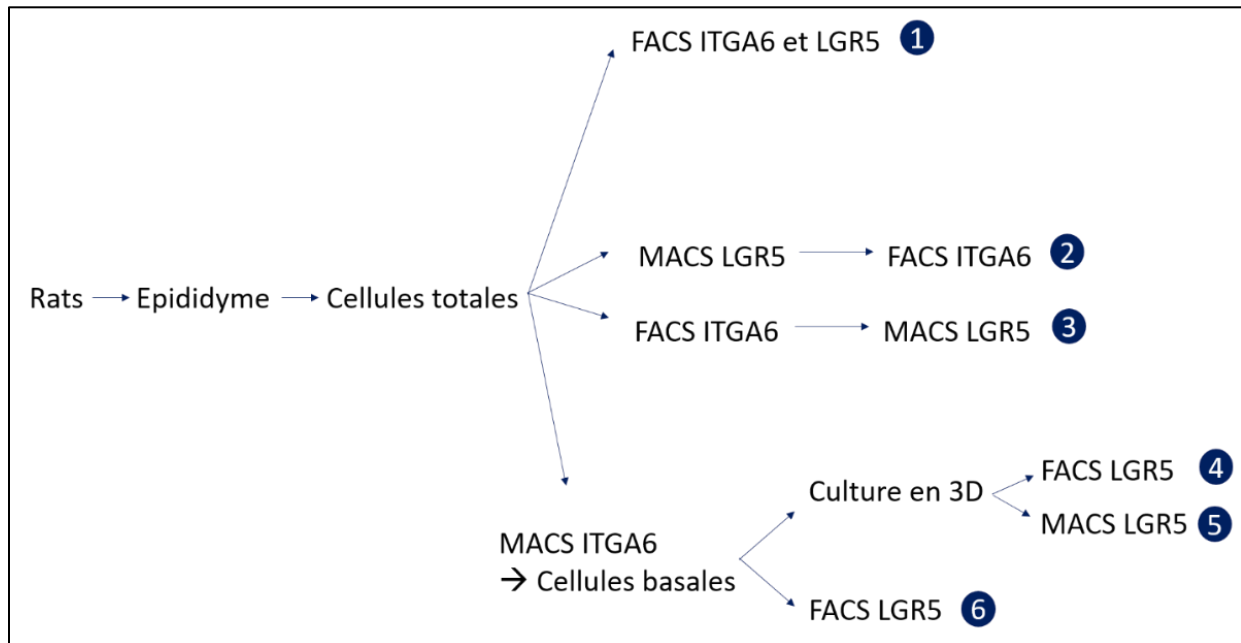 FACS ITGA6 et LGR5 1
MACS LGR5 → FACS ITGA6 2
Rats → Epididyme → Cellules totales
FACS ITGA6 → MACS LGR5 3
MACS ITGA6
→ Cellules basales
Culture en 3D
FACS LGR5 4
MACS LGR5 5
FACS LGR5 6